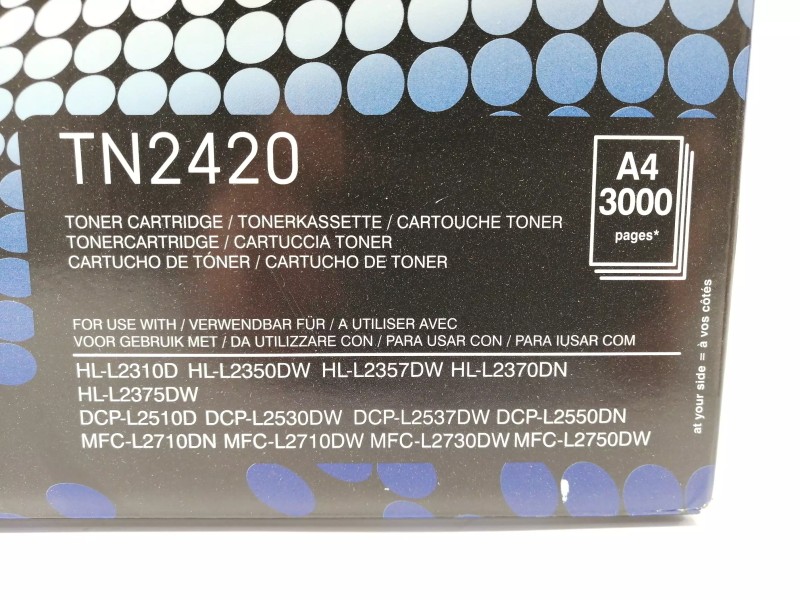 TN2420
A4
3000
pages*
TONER CARTRIDGE / TONERKASSETTE / CARTOUCHE TONER
TONERCARTRIDGE / CARTUCCIA TONER
CARTUCHO DE TÓNER / CARTUCHO DE TONER
FOR USE WITH / VERWENDBAR FÜR / A UTILISER AVEC
VOOR GEBRUIK MET / DA UTILIZZARE CON / PARA USAR CON / PARA IUSAR COM
HL-L2310D HL-L2350DW HL-L2357DW HL-L2370DN
HL-L2375DW
DCP-L2510D DCP-L2530DW DCP-L2537DW DCP-L2550DN
MFC-L2710DN MFC-L2710DW MFC-L2730DW MFC-L2750DW
at your side = à vos côtés